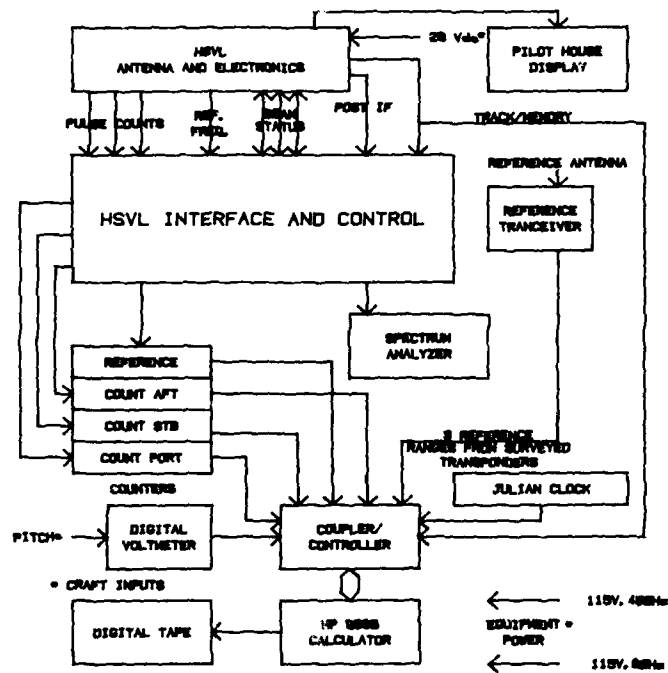 HSVL
ANTENNA AND ELECTRONICS
28 Vdc*
PILOT HOUSE
DISPLAY
PULSE COUNTS
REF.
FREQ.
BEAM
STATUS
POST IF
TRACK/MEMORY
REFERENCE ANTENNA
HSVL INTERFACE AND CONTROL
REFERENCE
TRANCEIVER
SPECTRUM
ANALYZER
REFERENCE
COUNT AFT
COUNT STB
COUNT PORT
COUNTERS
3 REFERENCE
RANGES FROM SURVEYED
TRANSPONDERS
JULIAN CLOCK
PITCH*
DIGITAL
VOLTMETER
COUPLER/
CONTROLLER
* CRAFT INPUTS
DIGITAL TAPE
HP
CALCULATOR
EQUIPMENT *
POWER
115V, 400Hz
115V, 60Hz